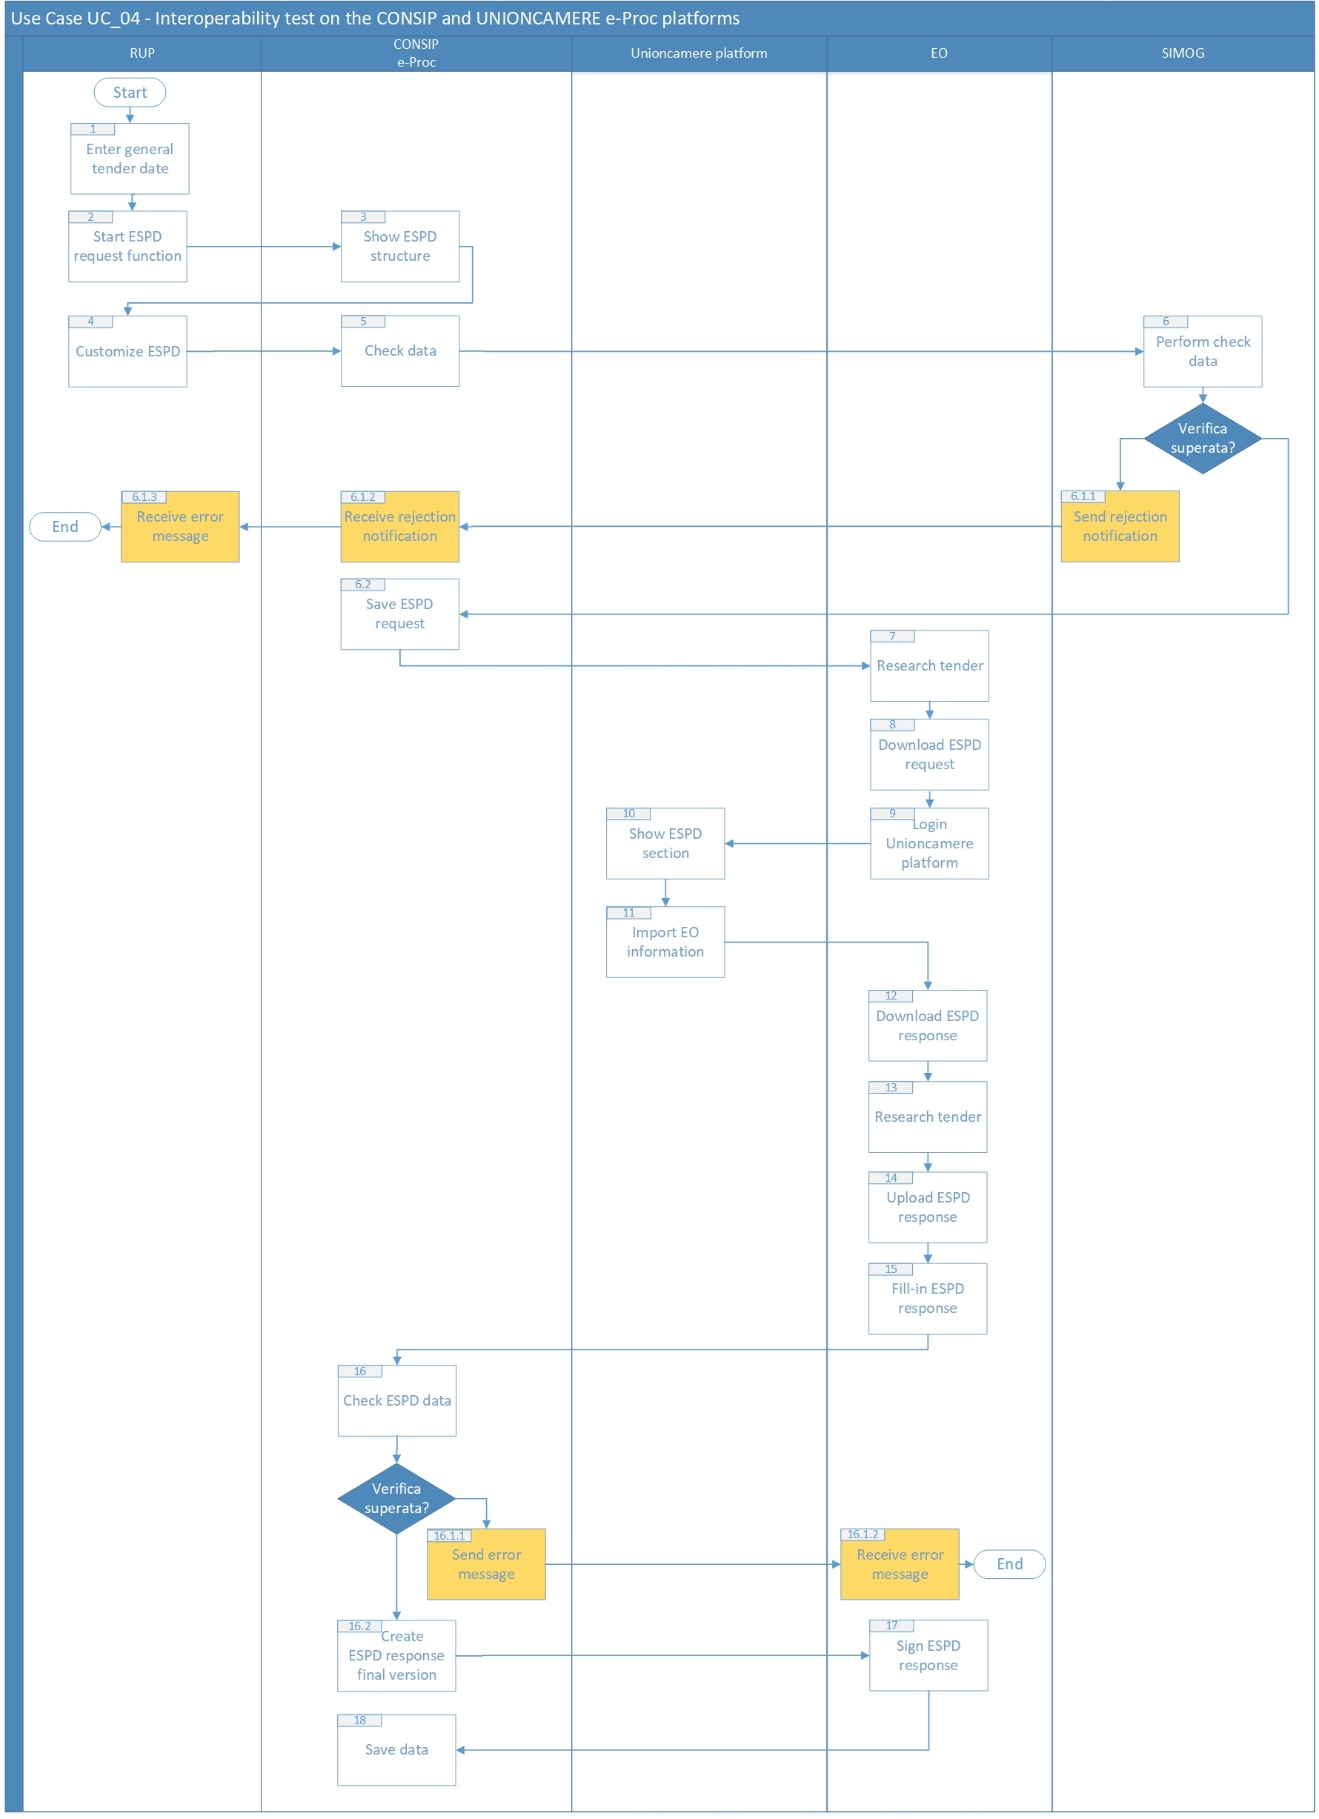 Use Case UC_04 - Interoperability test on the CONSIP and UNIONCAMERE e-Proc platforms
RUP
CONSIP
e-Proc
Unioncamere platform
EO
SIMOG
Start
1
Enter general
tender date
2
Start ESPD
request function
3
Show ESPD
structure
4
Customize ESPD
5
Check data
6
Perform check
data
Verifica
superata?
6.1.3
Receive error
message
End
6.1.2
Receive rejection
notification
6.1.1
Send rejection
notification
6.2
Save ESPD
request
7
Research tender
8
Download ESPD
request
9
Login
Unioncamere
platform
10
Show ESPD
section
11
Import EO
information
12
Download ESPD
response
13
Research tender
14
Upload ESPD
response
15
Fill-in ESPD
response
16
Check ESPD data
Verifica
superata?
16.1.1
Send error
message
16.1.2
Receive error
message
End
16.2
Create
ESPD response
final version
17
Sign ESPD
response
18
Save data